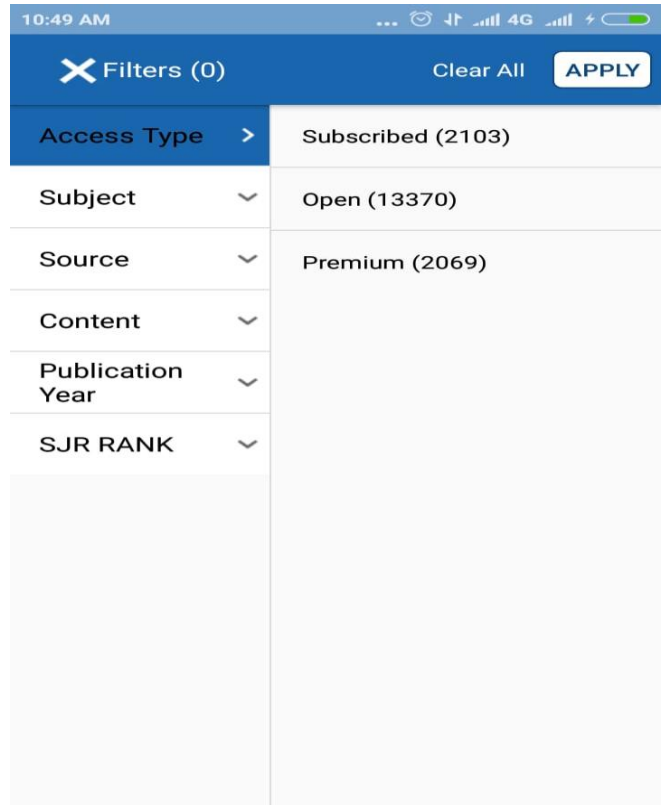 10:49 AM ... 4G
Filters (0) Clear All APPLY
Access Type
Subject
Source
Content
Publication
Year
SJR RANK
Subscribed (2103)
Open (13370)
Premium (2069)